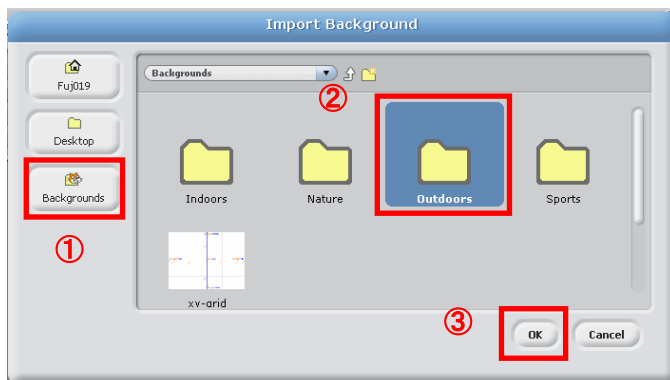 Import Background
Fuj019
Desktop
Backgrounds
①
Backgrounds
②
Indoors
Nature
Outdoors
Sports
xy-grid
③
OK
Cancel